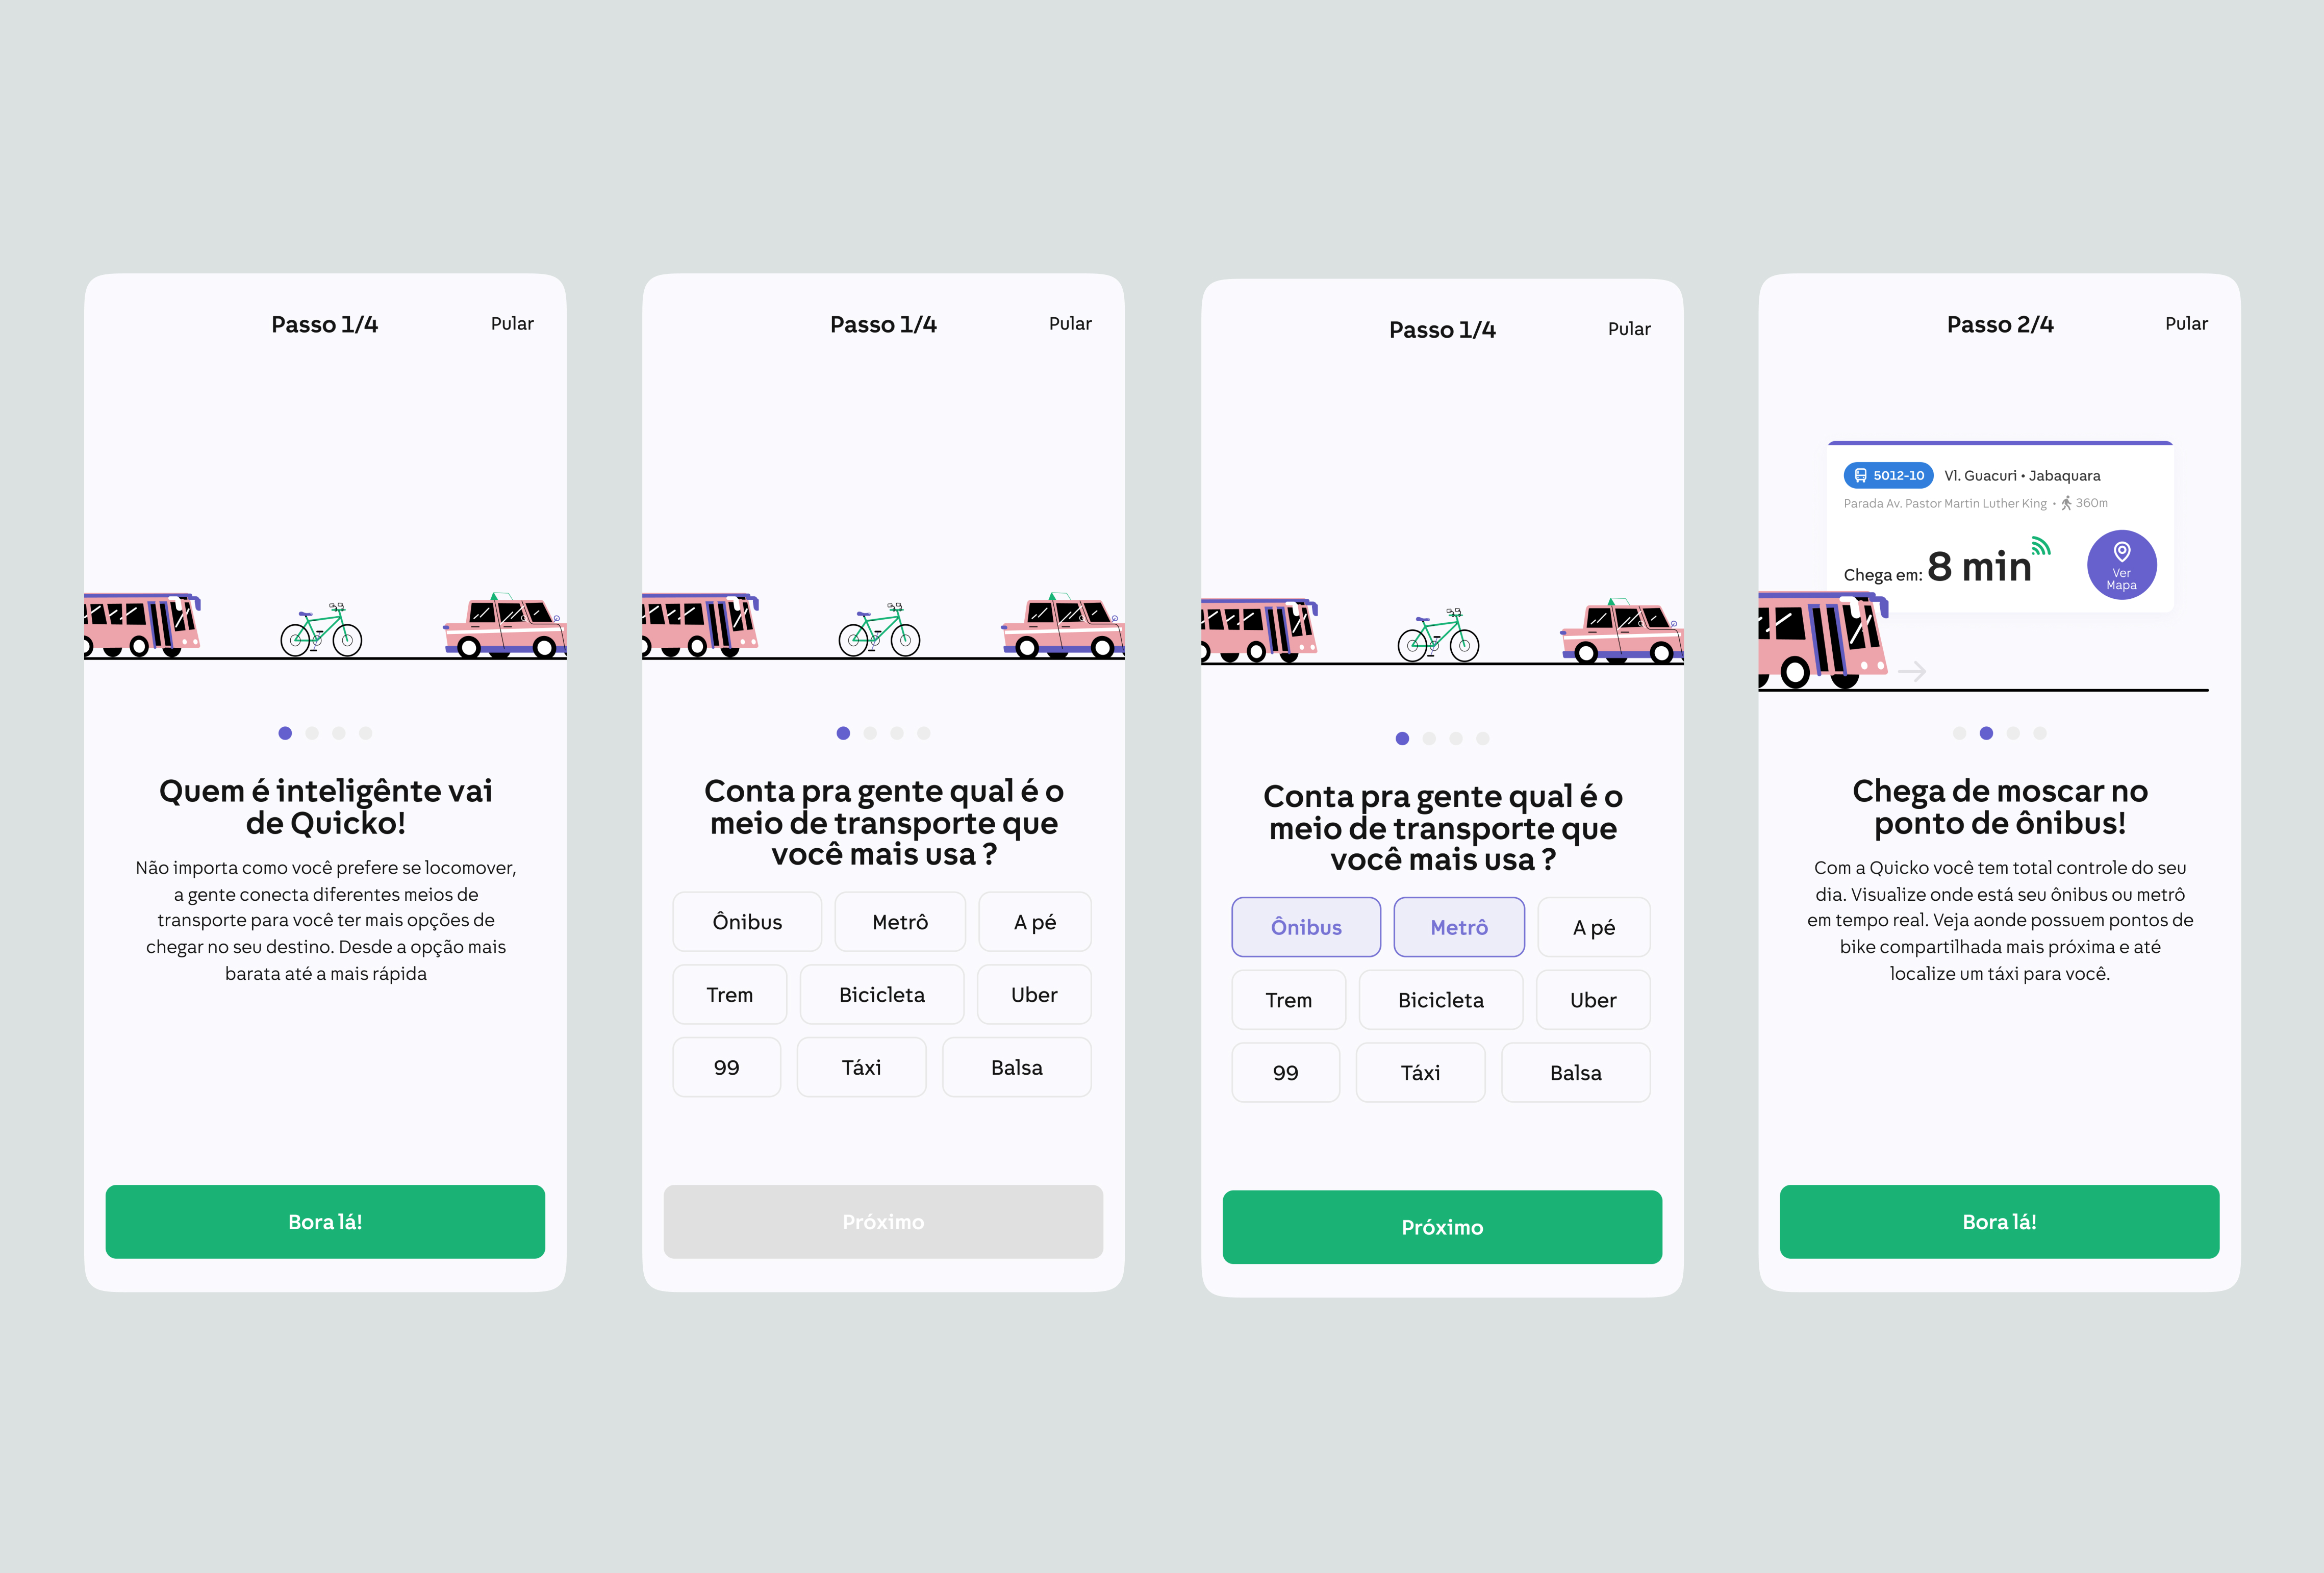 Passo 1/4
Pular
Quem é inteligênte vai
de Quicko!
Não importa como você prefere se locomover,
a gente conecta diferentes meios de
transporte para você ter mais opções de
chegar no seu destino. Desde a opção mais
barata até a mais rápida
Bora lá!
Passo 1/4
Pular
Conta pra gente qual é o
meio de transporte que
você mais usa ?
Ônibus
Metrô
A pé
Trem
Bicicleta
Uber
99
Táxi
Balsa
Próximo
Passo 1/4
Pular
Conta pra gente qual é o
meio de transporte que
você mais usa ?
Ônibus
Metrô
A pé
Trem
Bicicleta
Uber
99
Táxi
Balsa
Próximo
Passo 2/4
Pular
5012-10 Vl. Guacuri • Jabaquara
Parada Av. Pastor Martin Luther King • 360m
Chega em: 8 min
Ver
Mapa
Chega de moscar no
ponto de ônibus!
Com a Quicko você tem total controle do seu
dia. Visualize onde está seu ônibus ou metrô
em tempo real. Veja aonde possuem pontos de
bike compartilhada mais próxima e até
localize um táxi para você.
Bora lá!